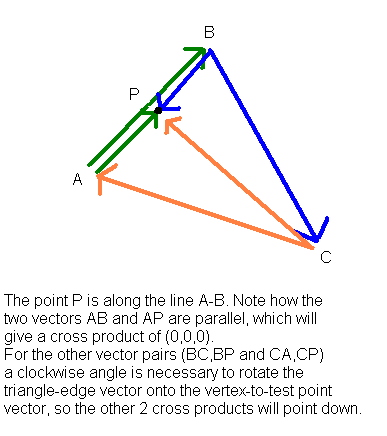 B
P
A
C
The point P is along the line A-B. Note how the
two vectors AB and AP are parallel, which will
give a cross product of (0,0,0).
For the other vector pairs (BC,BP and CA,CP)
a clockwise angle is necessary to rotate the
triangle-edge vector onto the vertex-to-test point
vector, so the other 2 cross products will point down.